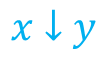 x ↓ y